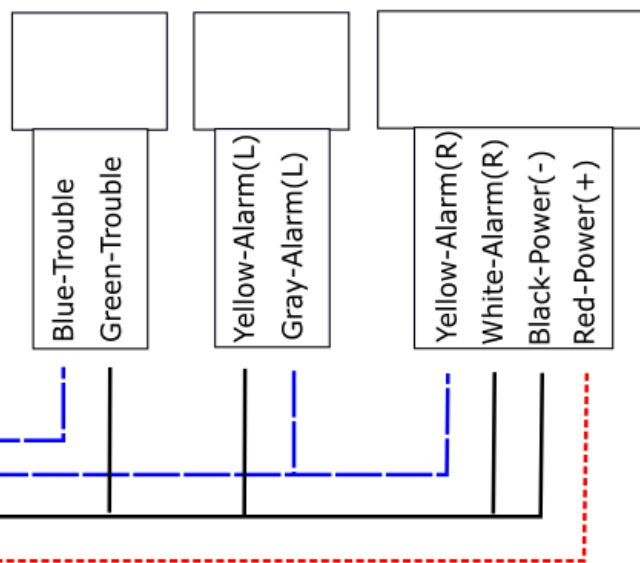 Blue-Trouble
Green-Trouble
Yellow-Alarm(L)
Gray-Alarm(L)
Yellow-Alarm(R)
White-Alarm(R)
Black-Power(-)
Red-Power(+)